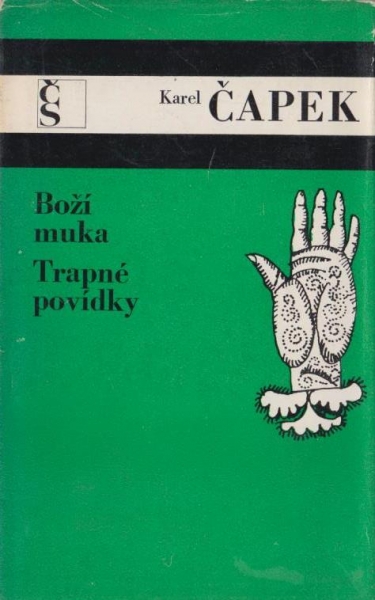 ČS
Karel ČAPEK
Boží
muka
Trapné
povídky